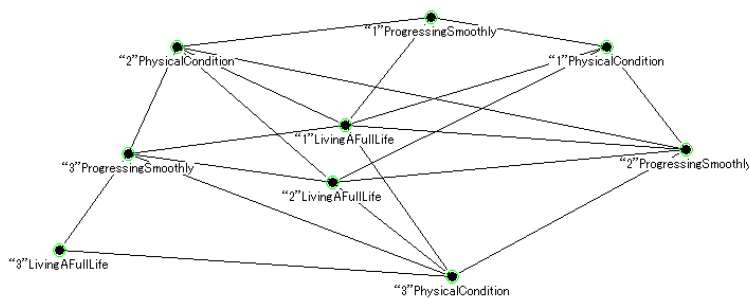 “1”ProgressingSmoothly
“2”PhysicalCondition
“1”PhysicalCondition
“1”LivingAFullLife
“3”ProgressingSmoothly
“2”ProgressingSmoothly
“2”LivingAFullLife
“3”LivingAFullLife
“3”PhysicalCondition